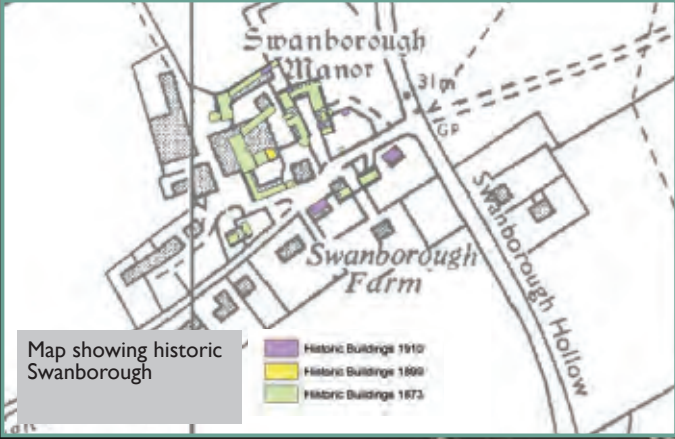 Swanborough
Manor
31m
GP
Swanborough
Farm
Swanborough Hollow
Map showing historic
Swanborough
Historic Buildings 1910
Historic Buildings 1899
Historic Buildings 1873